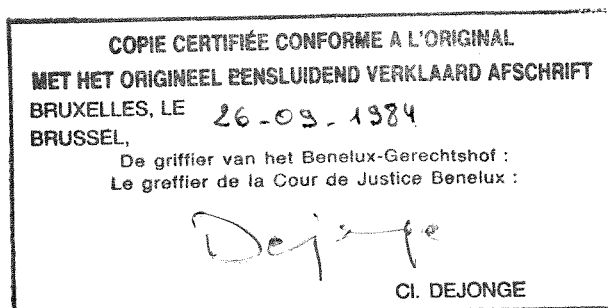 COPIE CERTIFIÉE CONFORME A L'ORIGINAL
MET HET ORIGINEEL EENSLUIDEND VERKLAARD AFSCHRIFT
BRUXELLES, LE 26-09-1984
BRUSSEL,
De griffier van het Benelux-Gerechtshof :
Le greffier de la Cour de Justice Benelux :
Dejonge
Cl. DEJONGE